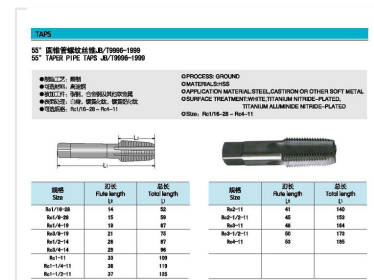 TAPS
55° 圆锥管螺纹丝锥JB/T9996-1999
55° TAPER PIPE TAPS JB/T9996-1999
PROCESS: GROUND
MATERIALS:HSS
APPLICATION MATERIAL:STEEL,CASTIRON OR OTHER SOFT METAL
SURFACE TREATMENT:WHITE,TITANIUM NITRIDE-PLATED,
TITANIUM ALUMINIDE NITRIDE-PLATED
Size: Rc1/16-28 ~ Rc4-11
L₁
规格 Size 刃长 Flute length 总长 Total length
Rc1/16-28 14 52
Rc1/8-28 15 59
Rc1/4-19 19 67
Rc3/8-19 21 75
Rc1/2-14 26 87
Rc3/4-14 28 96
Rc1-11 33 109
Rc1-1/4-11 36 119
Rc1-1/2-11 37 125
规格 Size 刃长 Flute length 总长 Total length
Rc2-11 41 140
Rc2-1/2-11 45 153
Rc3-11 48 164
Rc3-1/2-11 50 173
Rc4-11 53 185